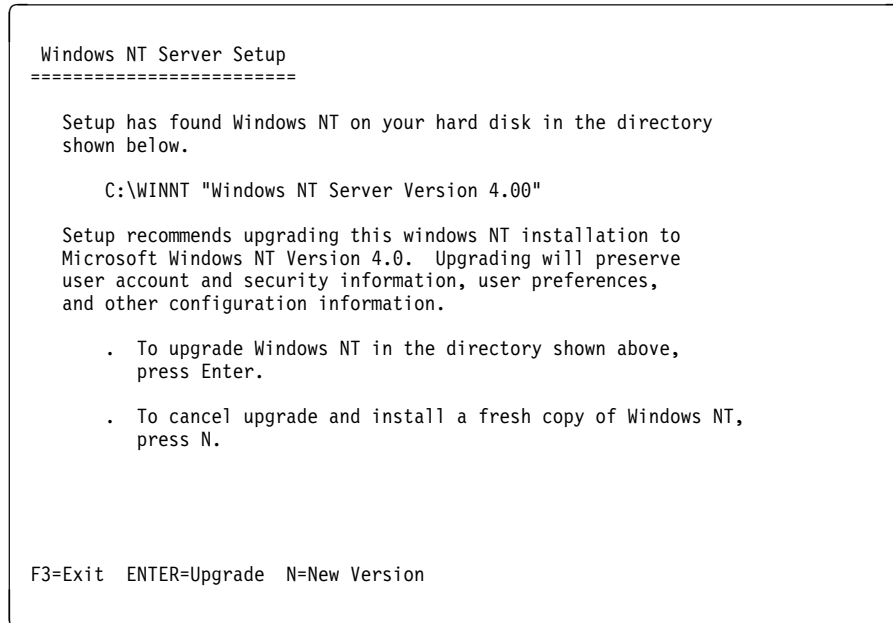 Windows NT Server Setup
=========================
Setup has found Windows NT on your hard disk in the directory
shown below.
C:\WINNT "Windows NT Server Version 4.00"
Setup recommends upgrading this windows NT installation to
Microsoft Windows NT Version 4.0.  Upgrading will preserve
user account and security information, user preferences,
and other configuration information.
.  To upgrade Windows NT in the directory shown above,
press Enter.
.  To cancel upgrade and install a fresh copy of Windows NT,
press N.
F3=Exit  ENTER=Upgrade  N=New Version